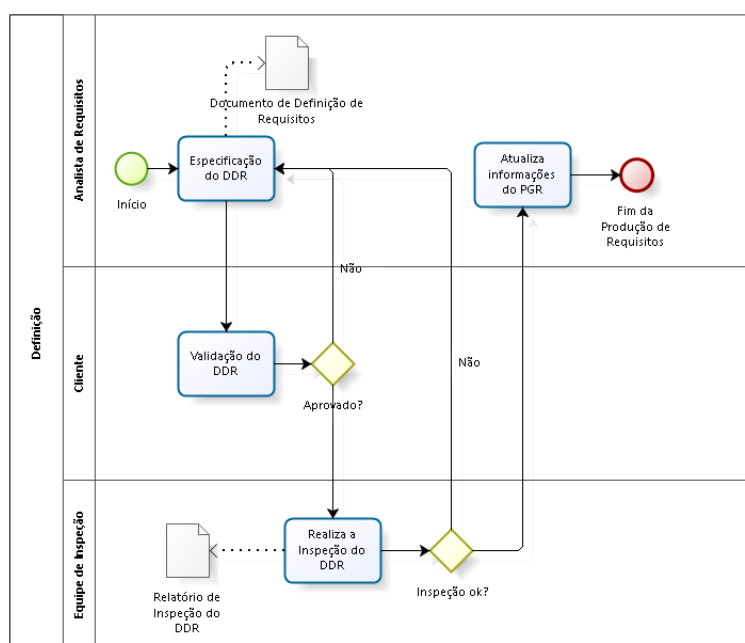 Definição
Analista de Requisitos
Documento de Definição de
Requisitos
Início
Especificação
do DDR
Atualiza
informações
do PGR
Fim da
Produção de
Requisitos
Não
Cliente
Validação do
DDR
Aprovado?
Não
Equipe de Inspeção
Realiza a
Inspeção do
DDR
Inspeção ok?
Relatório de
Inspeção do
DDR